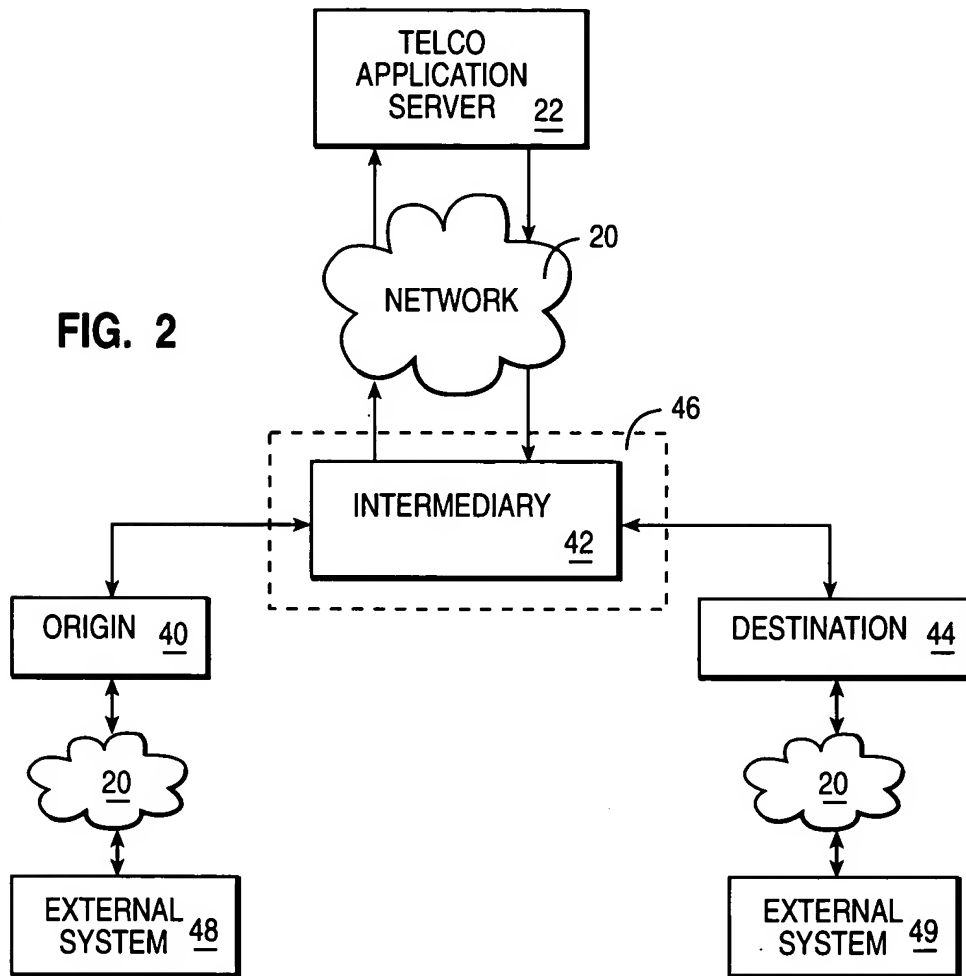 TELCO
APPLICATION
SERVER 22
20
NETWORK
FIG. 2
46
INTERMEDIARY
42
ORIGIN 40
DESTINATION 44
20
20
EXTERNAL
SYSTEM 48
EXTERNAL
SYSTEM 49